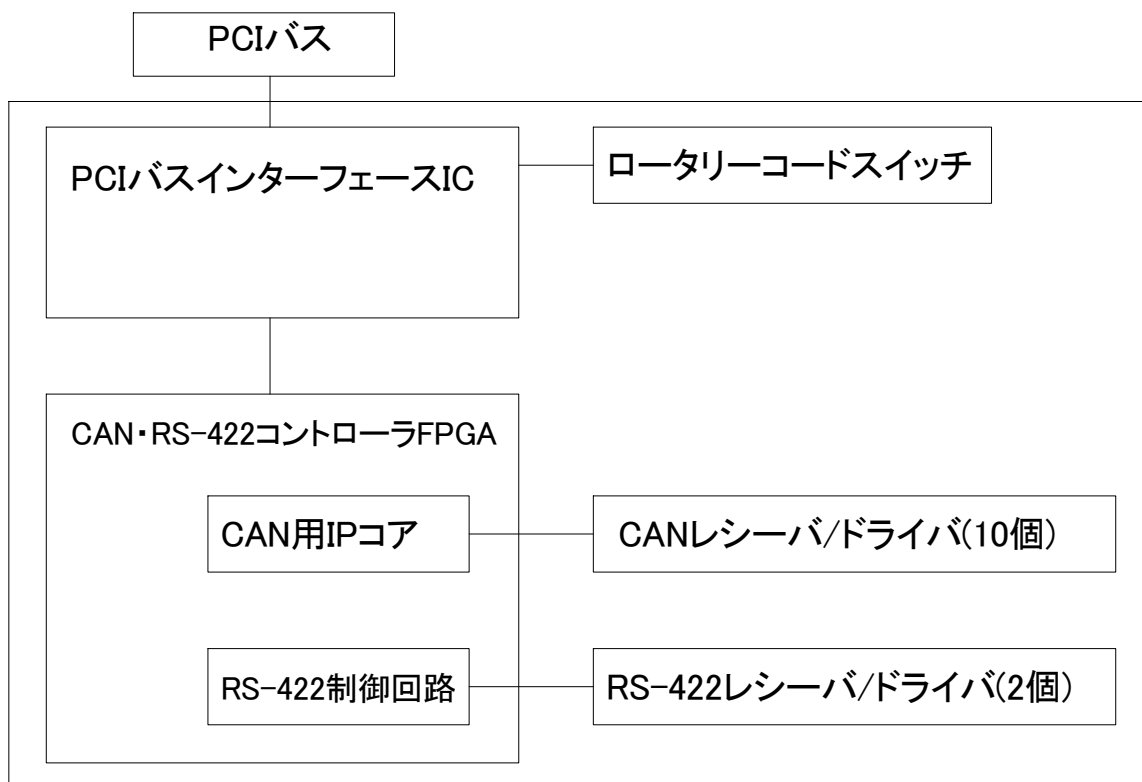 PCIバス
PCIバスインターフェースIC
ロータリーコードスイッチ
CAN・RS-422コントローラFPGA
CAN用IPコア
CANレシーバ/ドライバ(10個)
RS-422制御回路
RS-422レシーバ/ドライバ(2個)